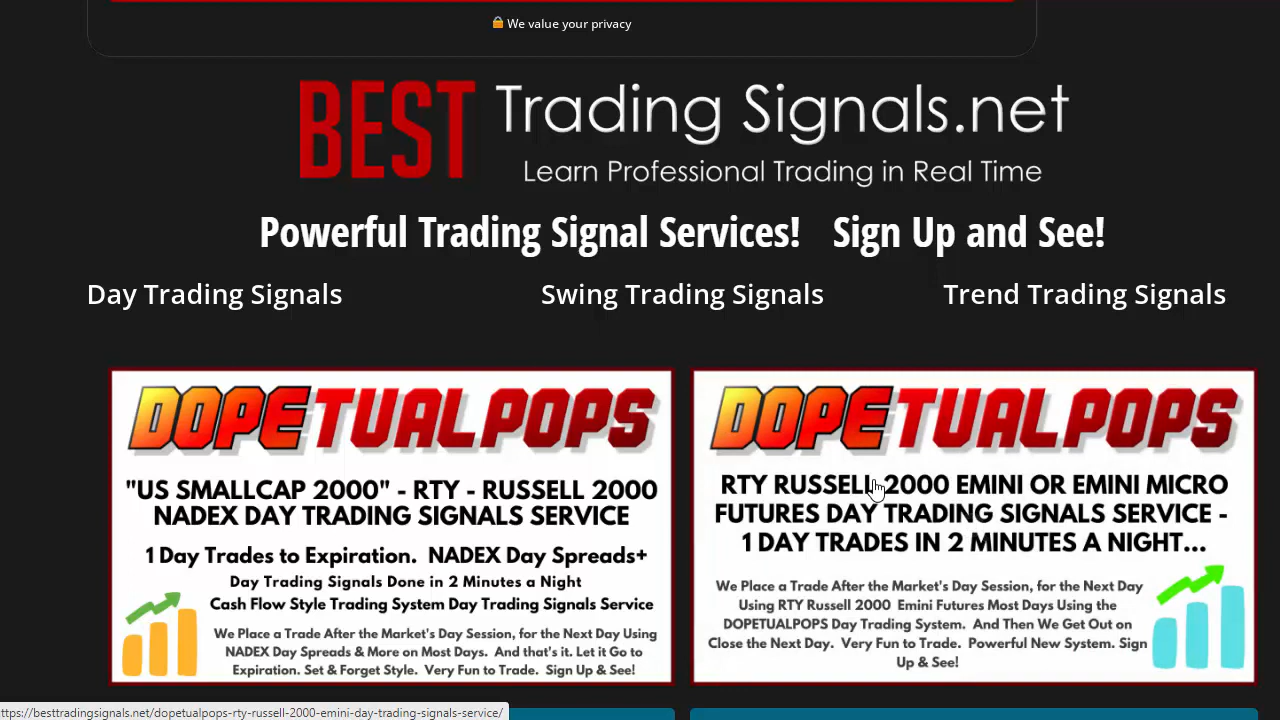 We value your privacy
BEST Trading Signals.net
Learn Professional Trading in Real Time
Powerful Trading Signal Services! Sign Up and See!
Day Trading Signals
Swing Trading Signals
Trend Trading Signals
DOPETUALPOPS
"US SMALLCAP 2000" - RTY - RUSSELL 2000
NADEX DAY TRADING SIGNALS SERVICE
1 Day Trades to Expiration. NADEX Day Spreads+
Day Trading Signals Done in 2 Minutes a Night
Cash Flow Style Trading System Day Trading Signals Service
We Place a Trade After the Market's Day Session, for the Next Day Using
NADEX Day Spreads & More on Most Days. And that's it. Let it Go to
Expiration. Set & Forget Style. Very Fun to Trade. Sign Up & See!
DOPETUALPOPS
RTY RUSSELL 2000 EMINI OR EMINI MICRO
FUTURES DAY TRADING SIGNALS SERVICE -
1 DAY TRADES IN 2 MINUTES A NIGHT...
We Place a Trade After the Market's Day Session, for the Next Day
Using RTY Russell 2000 Emini Futures Most Days Using the
DOPETUALPOPS Day Trading System. And Then We Get Out on
Close the Next Day. Very Fun to Trade. Powerful New System. Sign
Up & See!
ttps://besttradingsignals.net/dopetualpops-rty-russell-2000-emini-day-trading-signals-service/